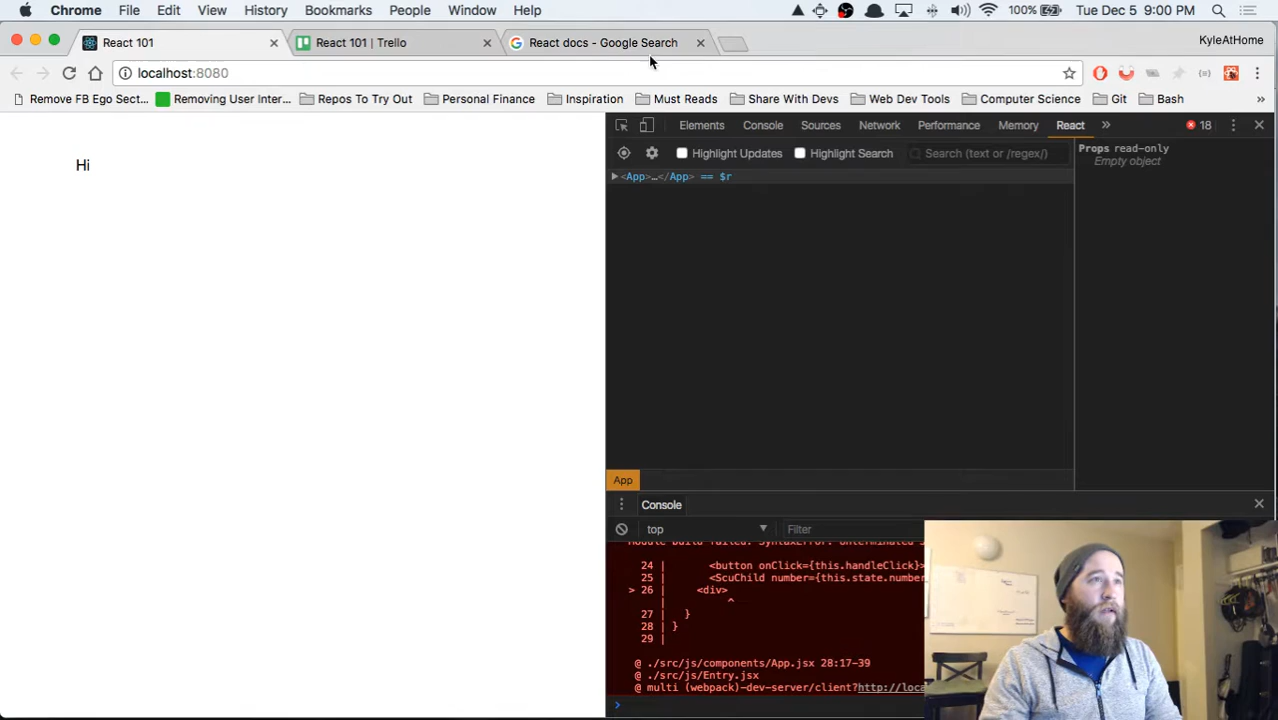 Chrome File Edit View History Bookmarks People Window Help 100% Tue Dec 5 9:00 PM
React 101 React 101 | Trello React docs - Google Search KyleAtHome
localhost:8080
Remove FB Ego Sect... Removing User Inter... Repos To Try Out Personal Finance Inspiration Must Reads Share With Devs Web Dev Tools Computer Science Git Bash »
Elements Console Sources Network Performance Memory React » 18
Highlight Updates Highlight Search Search (text or /regex/)
Props read-only
Empty object
Hi
<App>…</App> == $r
App
Console
top Filter
24 | <button onClick={this.handleClick}>
25 | <ScuChild number={this.state.number
> 26 | <div>
| ^
27 | }
28 | }
29 |
@ ./src/js/components/App.jsx 28:17-39
@ ./src/js/Entry.jsx
@ multi (webpack)-dev-server/client?http://loca
>